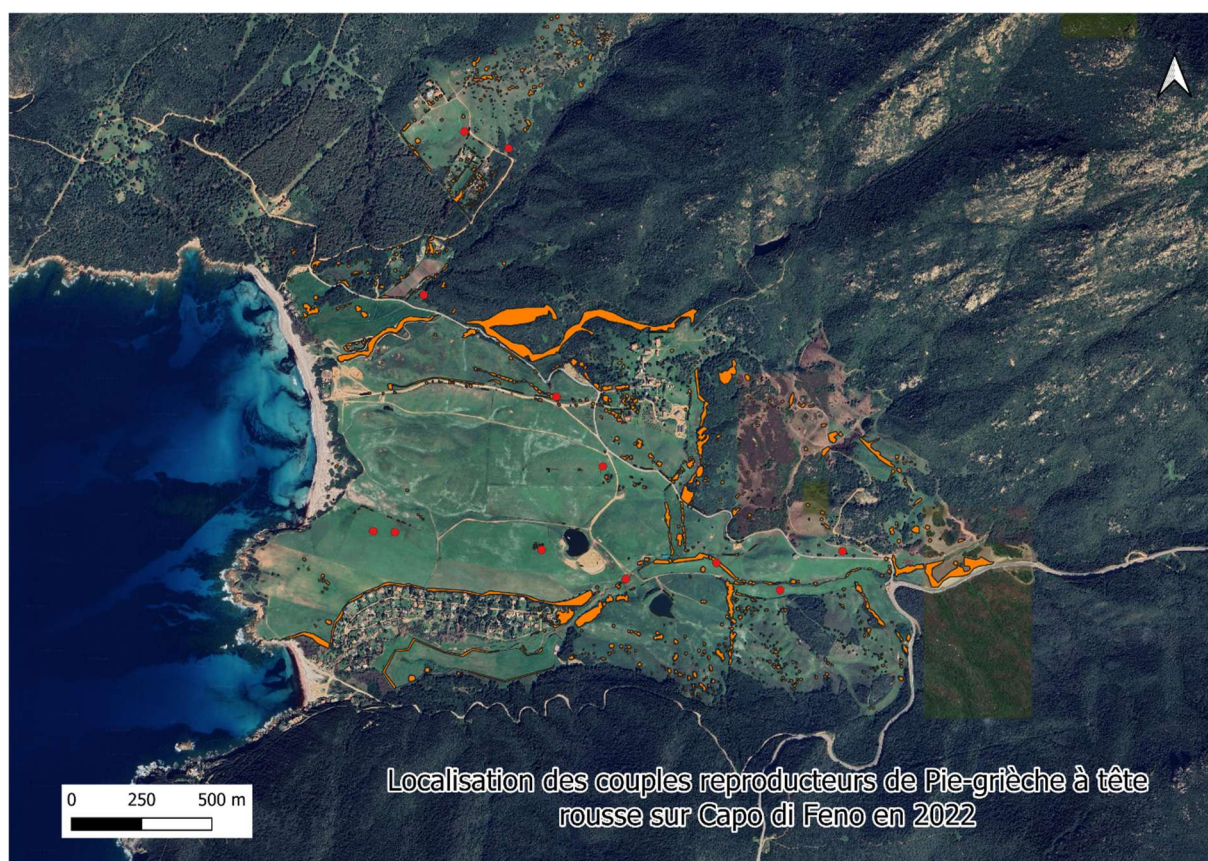 0 250 500 m
Localisation des couples reproducteurs de Pie-grièche à tête
rousse sur Capo di Feno en 2022